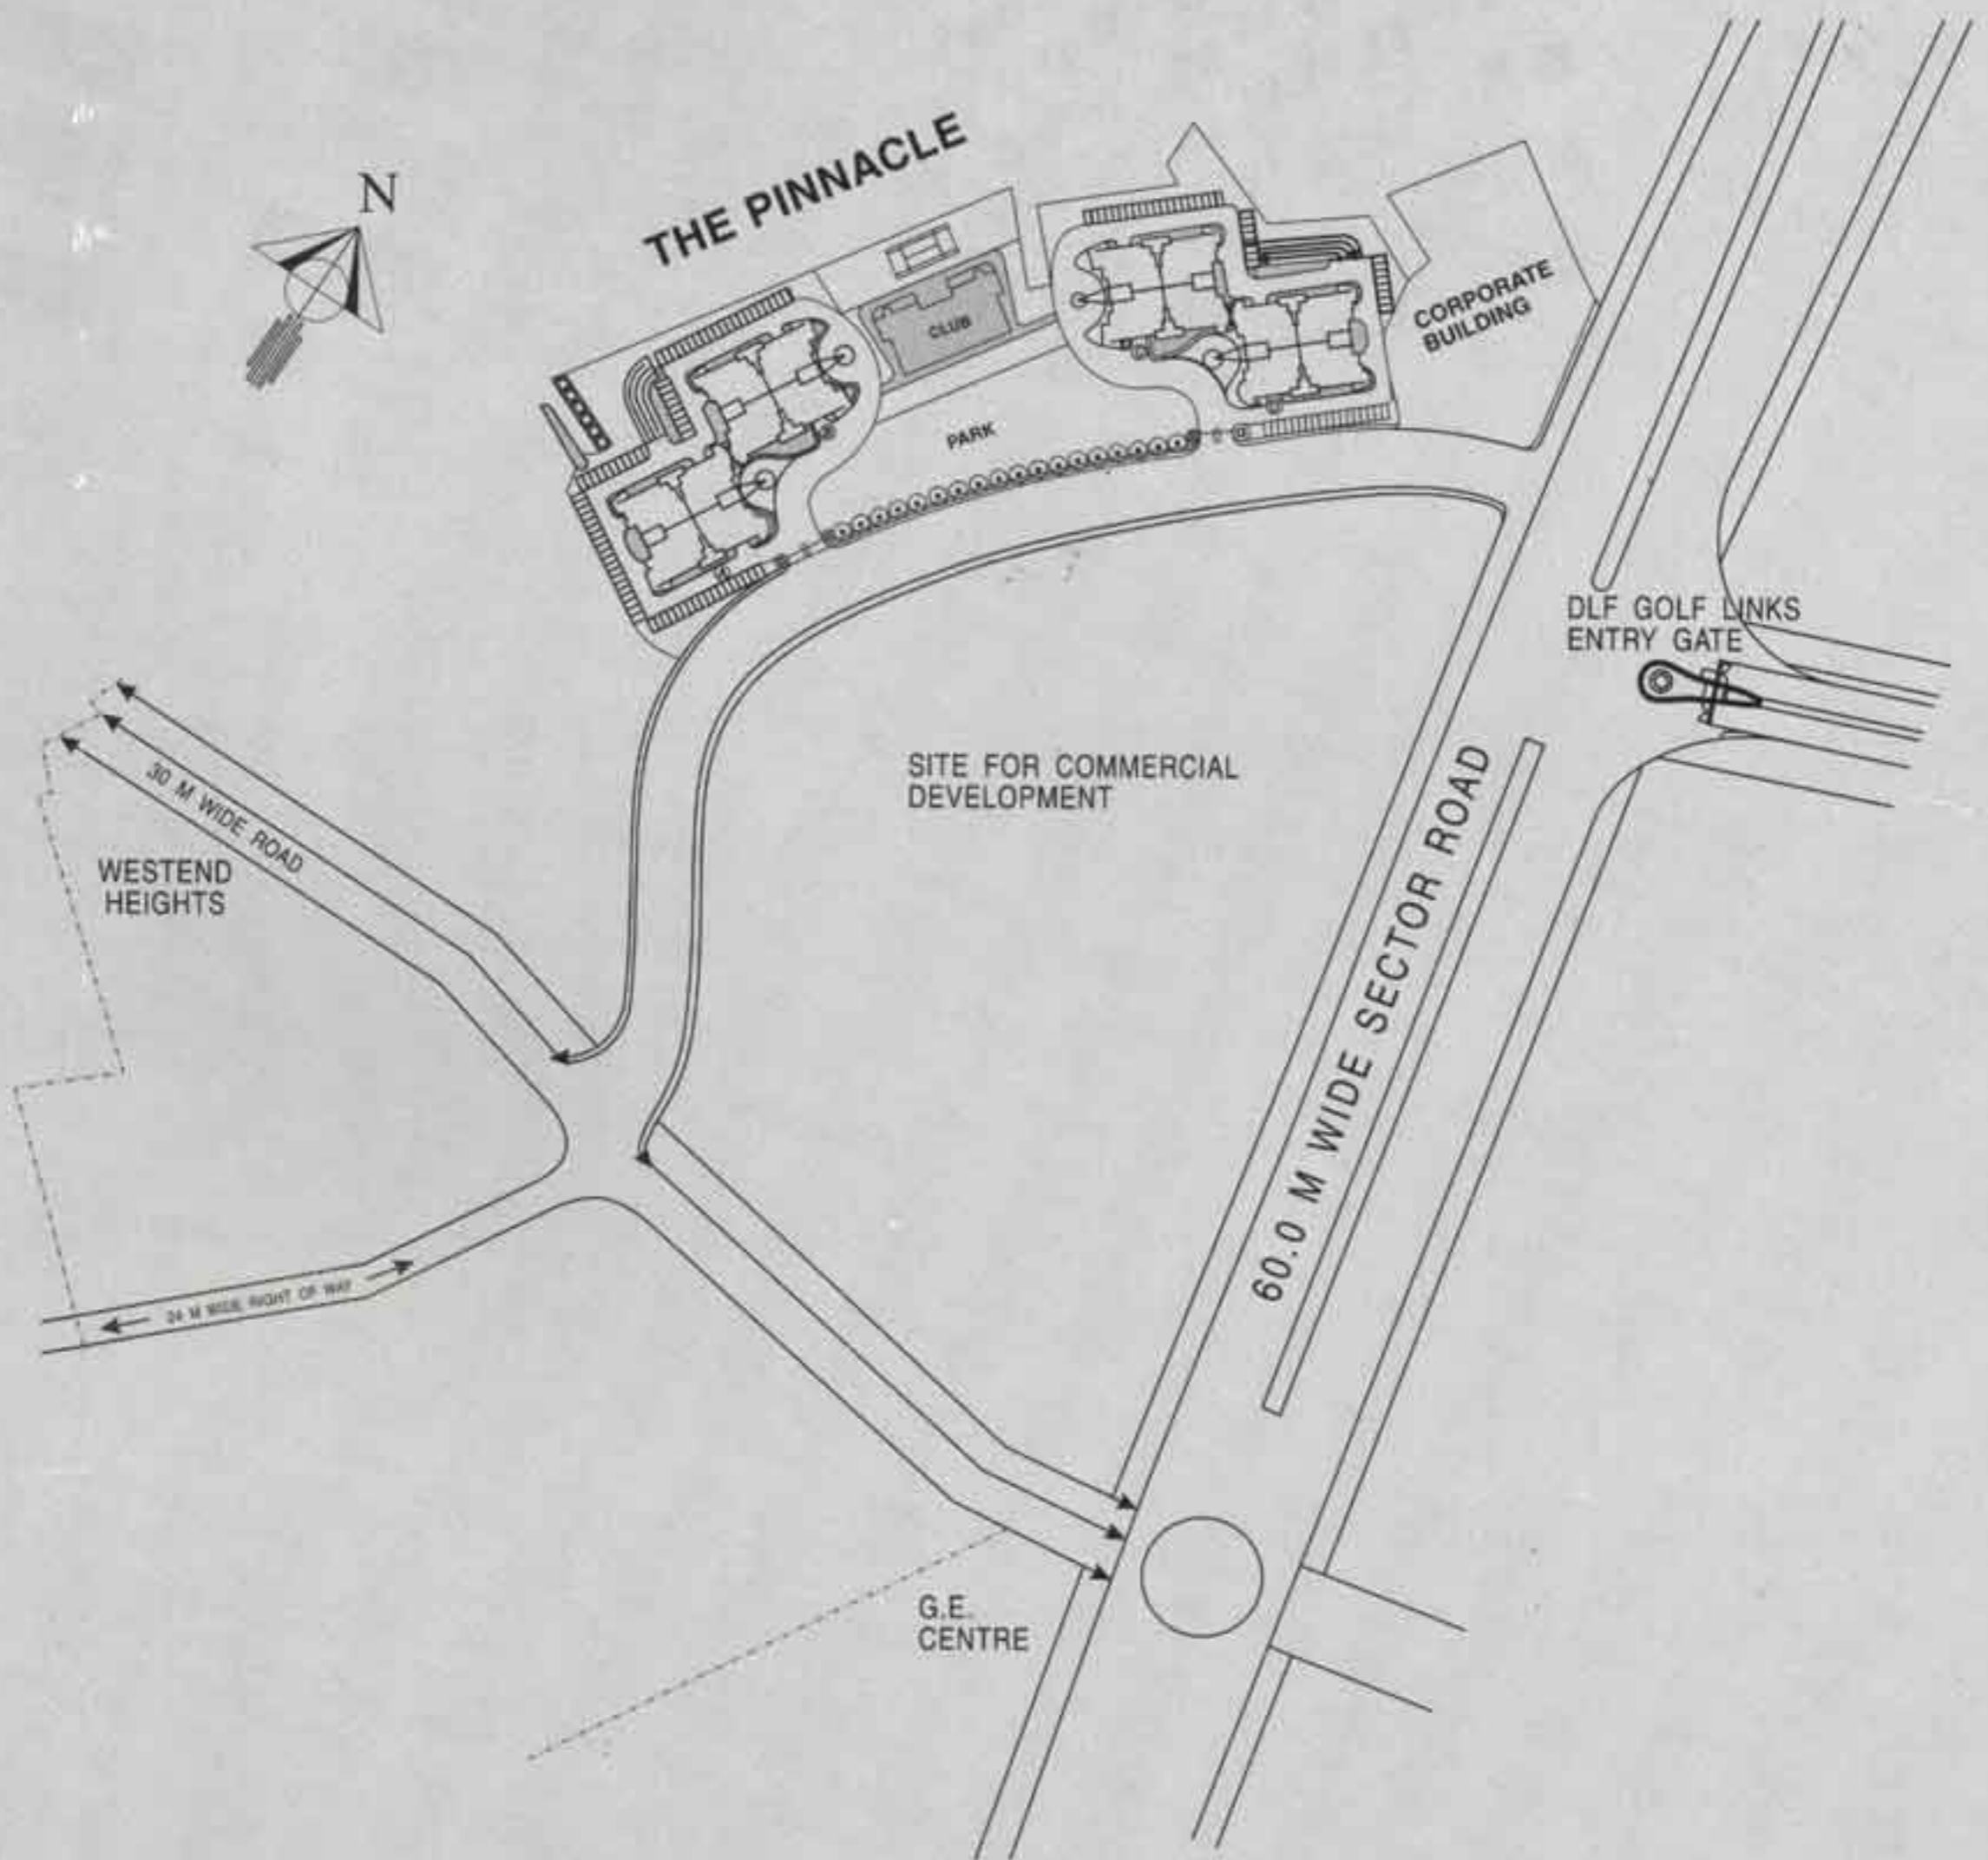 N
THE PINNACLE
CLUB
PARK
CORPORATE
BUILDING
DLF GOLF LINKS
ENTRY GATE
SITE FOR COMMERCIAL
DEVELOPMENT
30 M WIDE ROAD
WESTEND
HEIGHTS
60.0 M WIDE SECTOR ROAD
24 M WIDE RIGHT OF WAY
G.E.
CENTRE